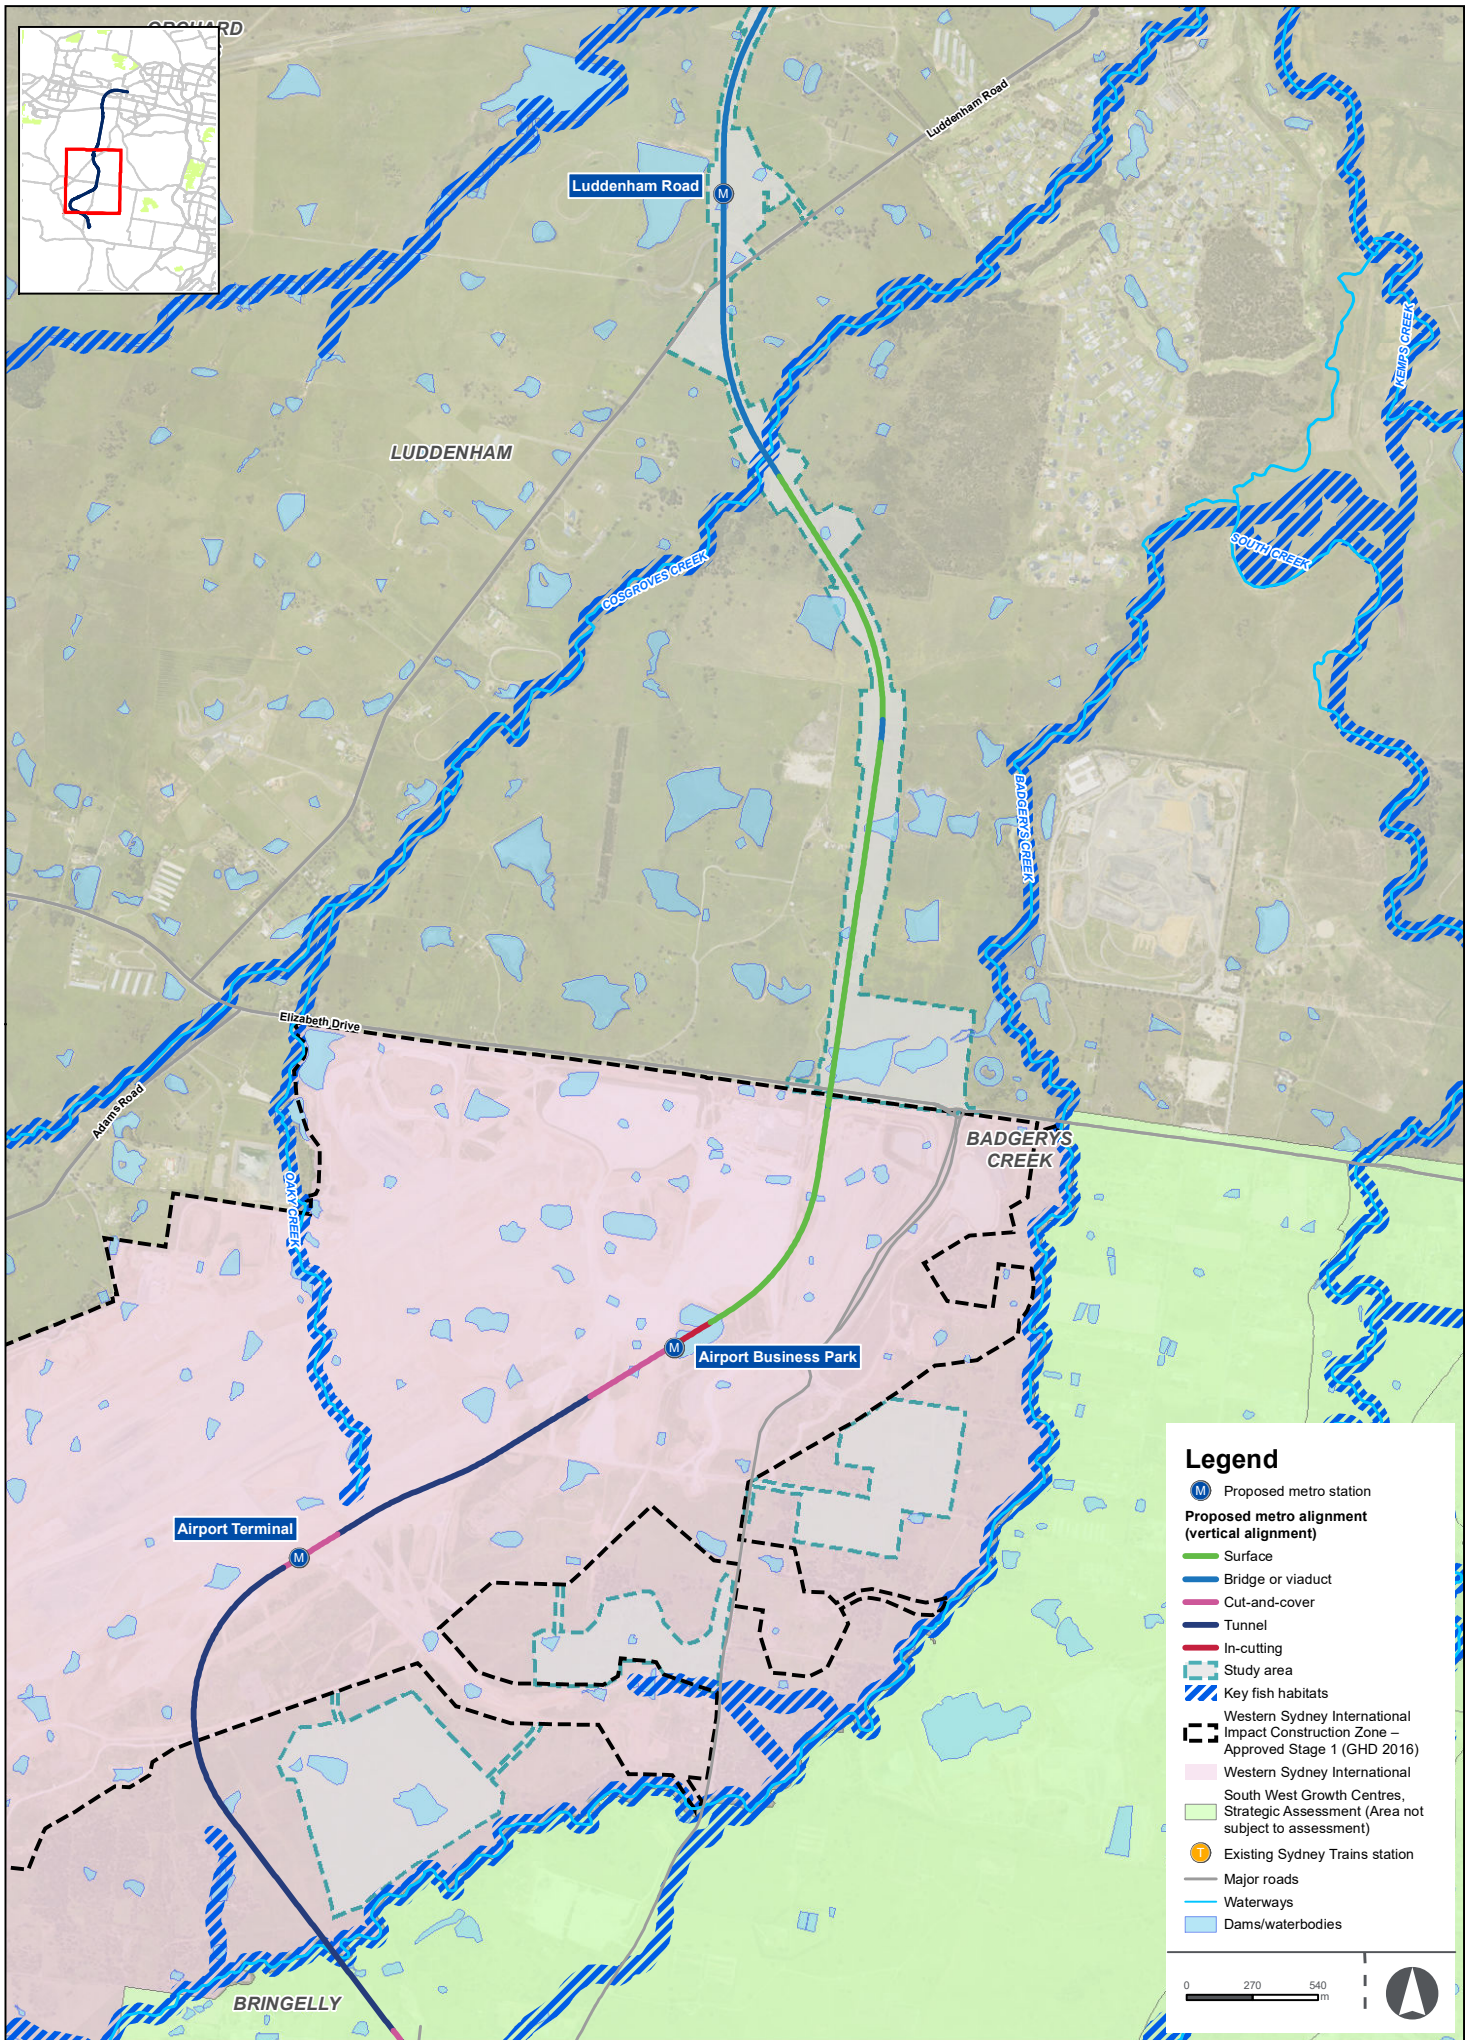 ORCHARD
Luddenham Road
Luddenham Road
M
KEMPS CREEK
LUDDENHAM
SOUTH CREEK
COSGROVES CREEK
BADGERYS CREEK
Elizabeth Drive
Adams Road
BADGERYS
CREEK
OAKY CREEK
M
Airport Business Park
Airport Terminal
M
BRINGELLY
Legend
M Proposed metro station
Proposed metro alignment
(vertical alignment)
Surface
Bridge or viaduct
Cut-and-cover
Tunnel
In-cutting
Study area
Key fish habitats
Western Sydney International
Impact Construction Zone –
Approved Stage 1 (GHD 2016)
Western Sydney International
South West Growth Centres,
Strategic Assessment (Area not
subject to assessment)
T Existing Sydney Trains station
Major roads
Waterways
Dams/waterbodies
0 270 540
m